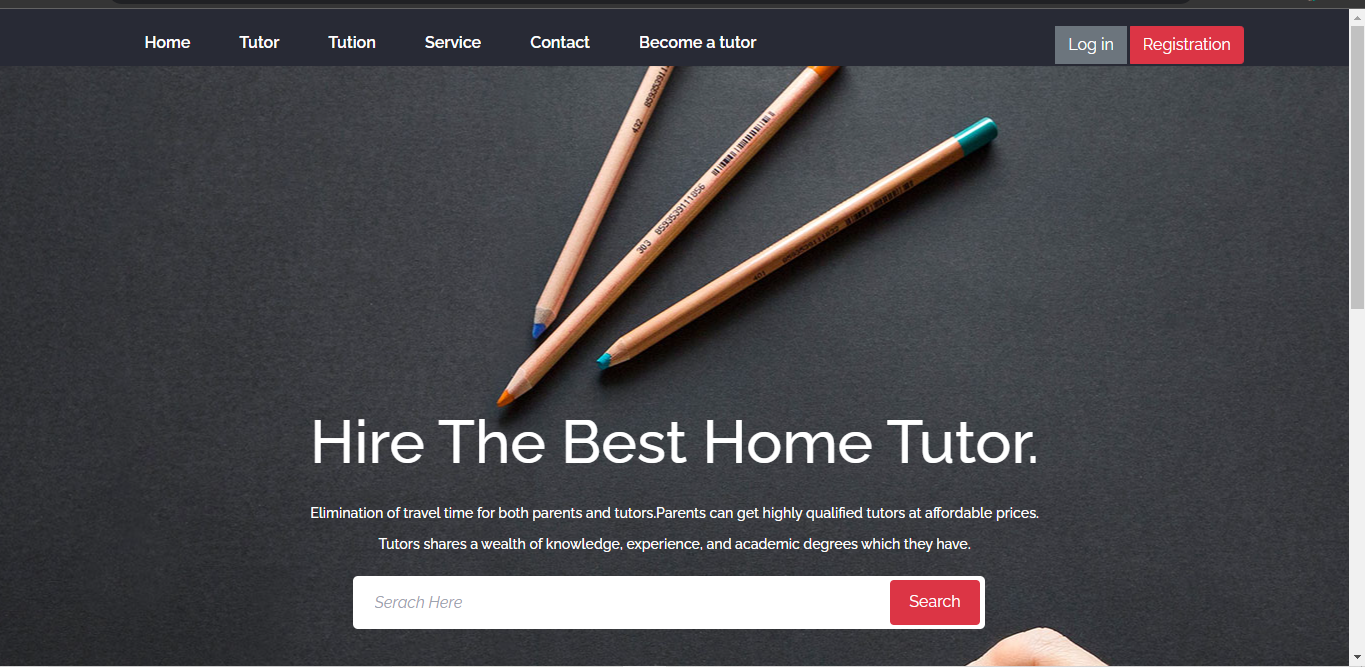 Home Tutor Tution Service Contact Become a tutor Log in Registration
432 8593539111
303 8593539111856
401
Hire The Best Home Tutor.
Elimination of travel time for both parents and tutors.Parents can get highly qualified tutors at affordable prices.
Tutors shares a wealth of knowledge, experience, and academic degrees which they have.
Serach Here Search